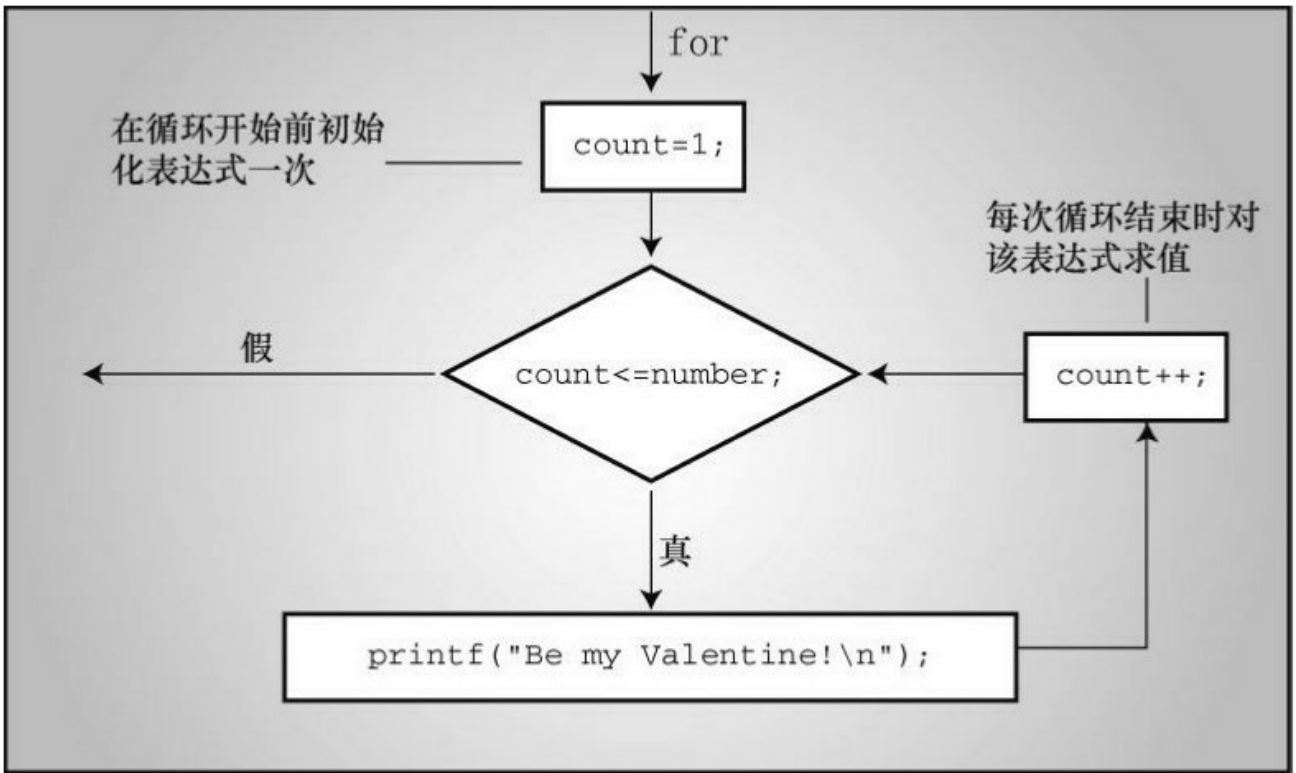 for
在循环开始前初始
化表达式一次
count=1;
每次循环结束时对
该表达式求值
假
count<=number;
count++;
真
printf("Be my Valentine!\n");